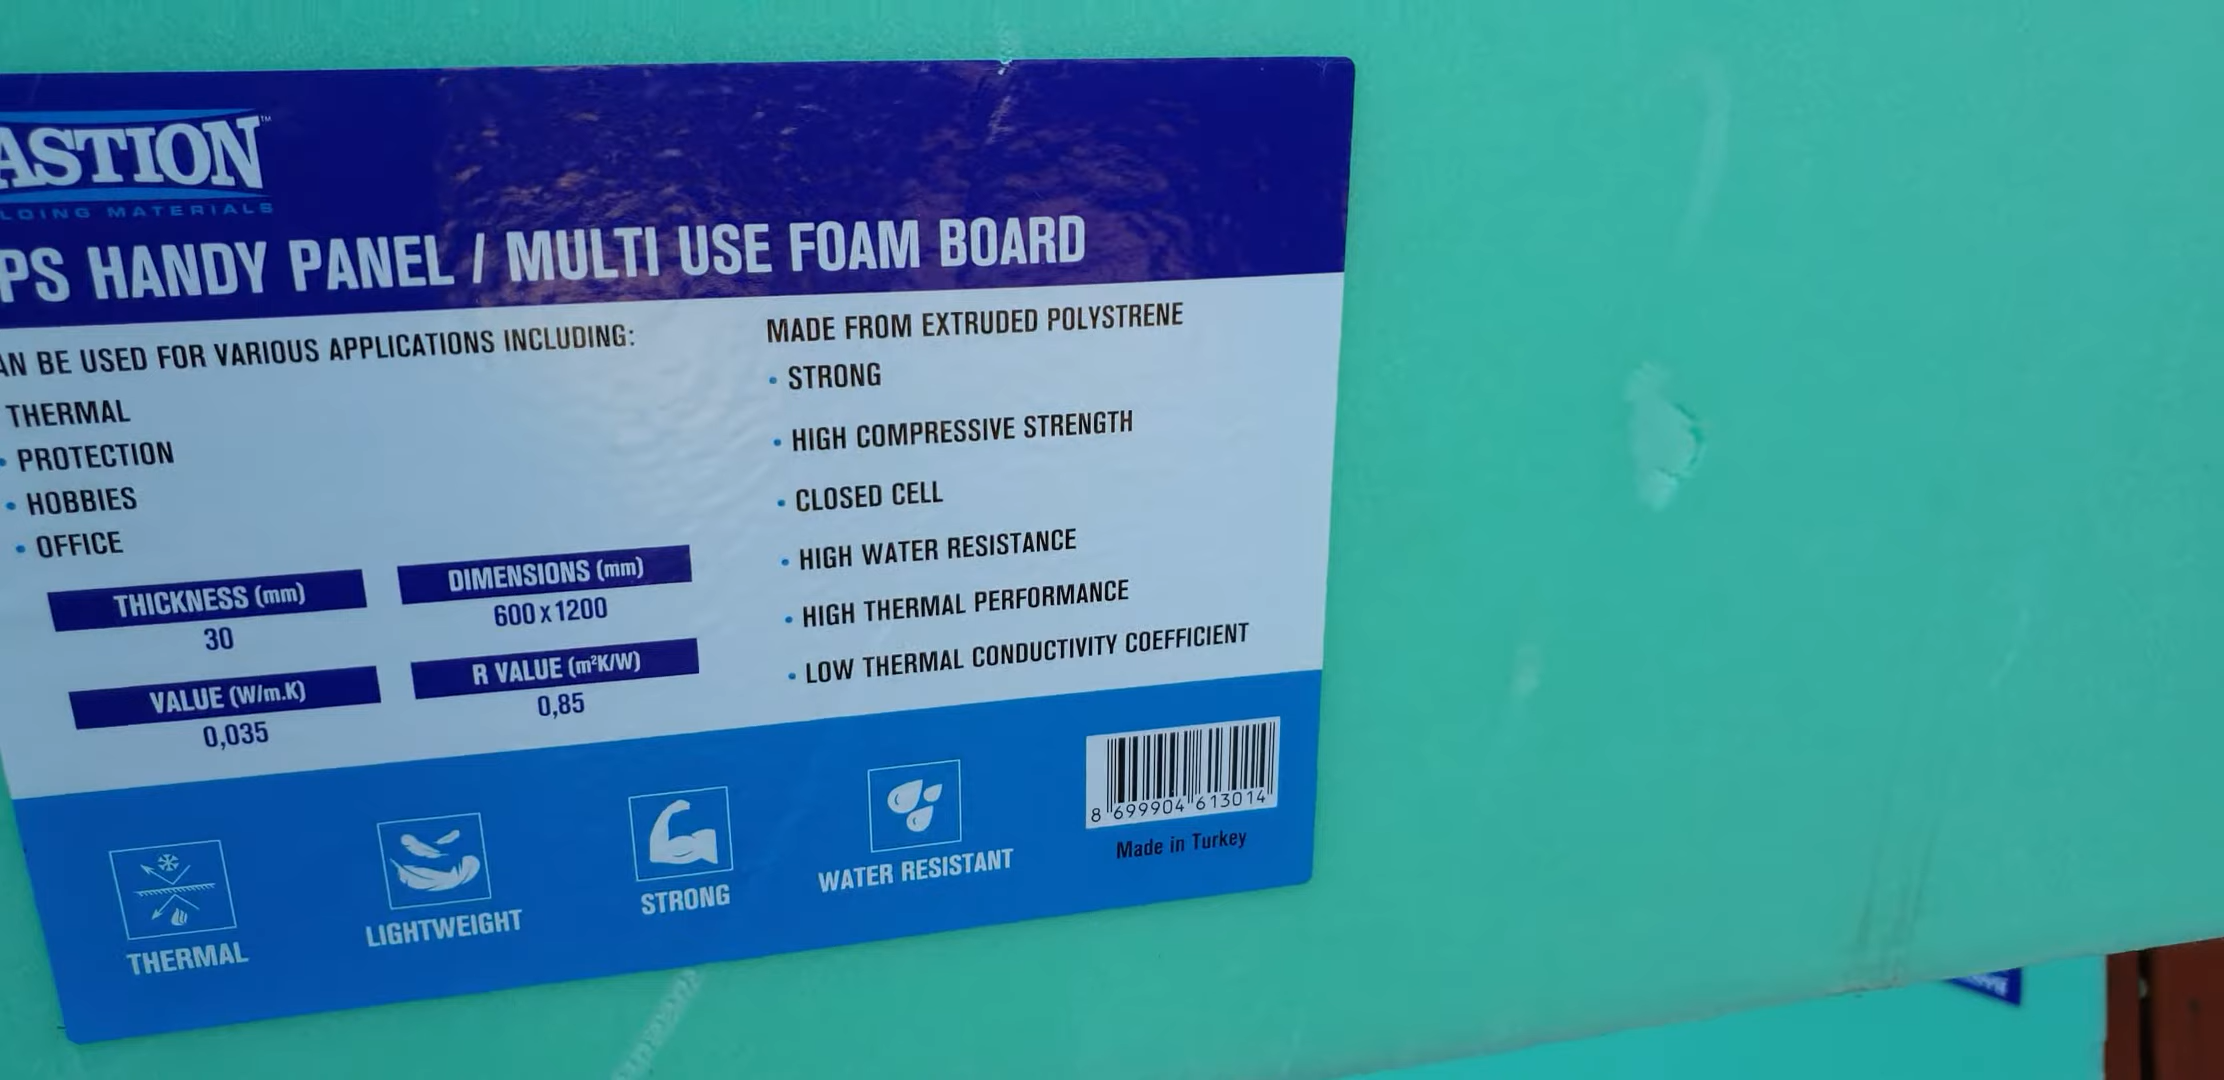 ASTION™
LDING MATERIALS
PS HANDY PANEL / MULTI USE FOAM BOARD
AN BE USED FOR VARIOUS APPLICATIONS INCLUDING:
THERMAL
• PROTECTION
• HOBBIES
• OFFICE
THICKNESS (mm)
30
DIMENSIONS (mm)
600 x 1200
VALUE (W/m.K)
0,035
R VALUE (m²K/W)
0,85
MADE FROM EXTRUDED POLYSTRENE
• STRONG
• HIGH COMPRESSIVE STRENGTH
• CLOSED CELL
• HIGH WATER RESISTANCE
• HIGH THERMAL PERFORMANCE
• LOW THERMAL CONDUCTIVITY COEFFICIENT
THERMAL
LIGHTWEIGHT
STRONG
WATER RESISTANT
8 699904 613014
Made in Turkey